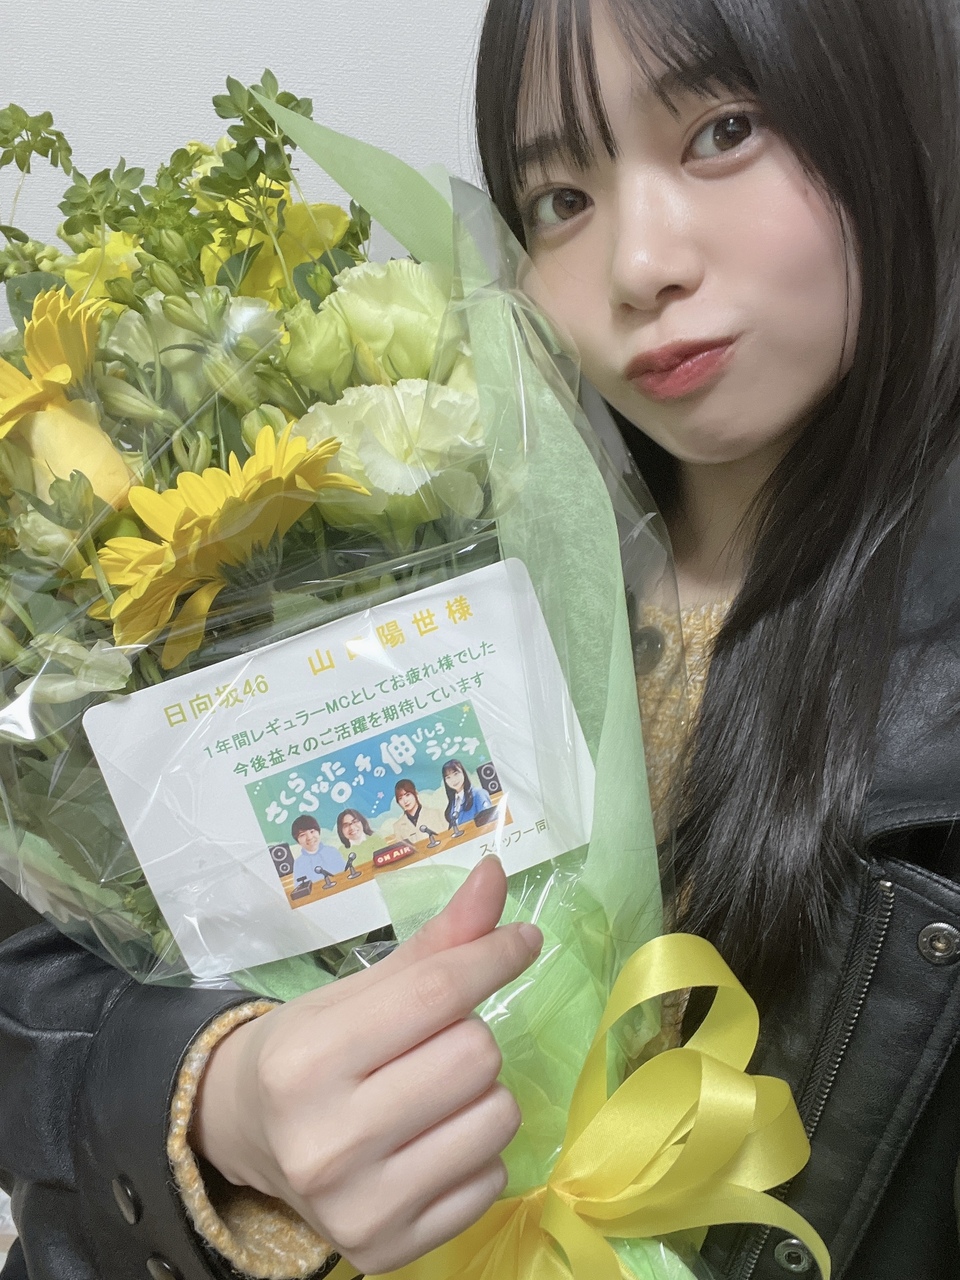 日向坂46 山口陽世様
1年間レギュラーMCとしてお疲れ様でした
今後益々のご活躍を期待しています
さくら
ひなた
ロッチの伸びしろ
ラジオ
ON AIR
スタッフ一同